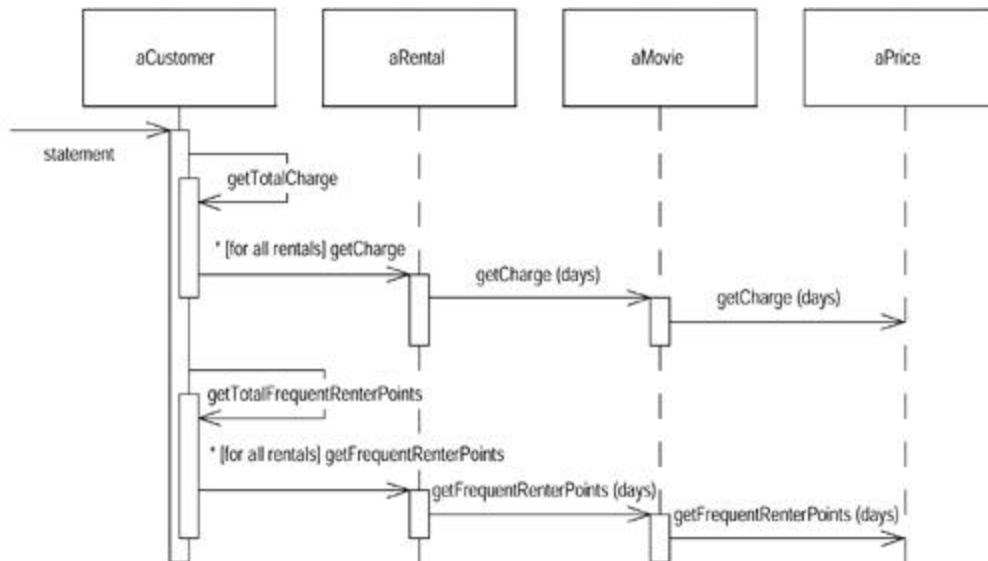 aCustomer
aRental
aMovie
aPrice
statement
getTotalCharge
* [for all rentals] getCharge
getCharge (days)
getCharge (days)
getTotalFrequentRenterPoints
* [for all rentals] getFrequentRenterPoints
getFrequentRenterPoints (days)
getFrequentRenterPoints (days)